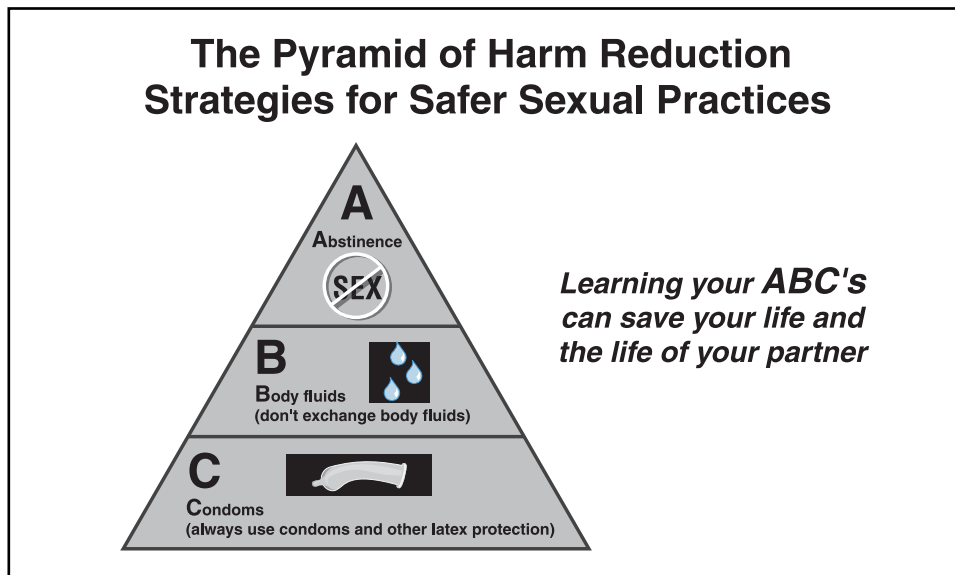 The Pyramid of Harm Reduction
Strategies for Safer Sexual Practices
A
Abstinence
SEX
B
Body fluids
(don't exchange body fluids)
C
Condoms
(always use condoms and other latex protection)
Learning your ABC's
can save your life and
the life of your partner